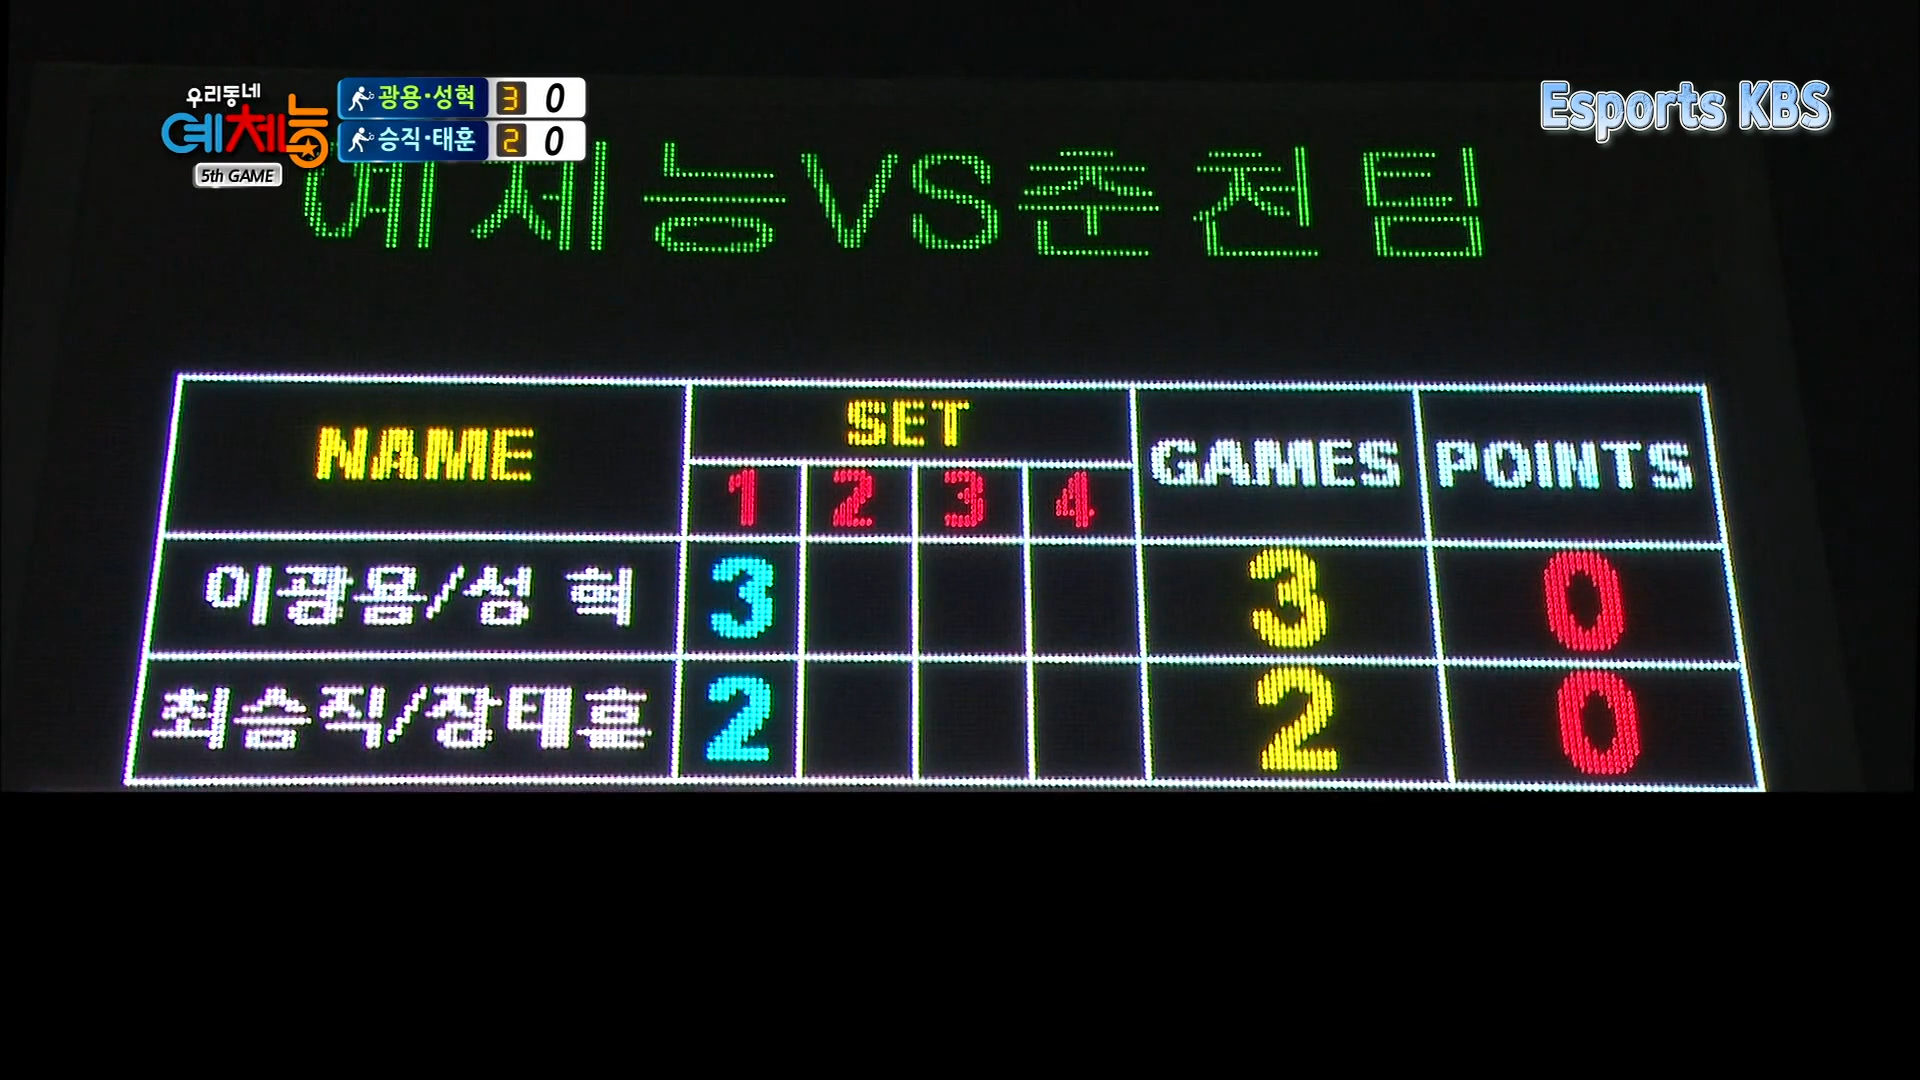 우리동네
예체능
5th GAME
광용·성혁 3 0
승직·태훈 2 0
Esports KBS
예체능VS춘천팀
NAME SET GAMES POINTS
1 2 3 4
이광용/성 혁 3 3 0
최승직/장태훈 2 2 0